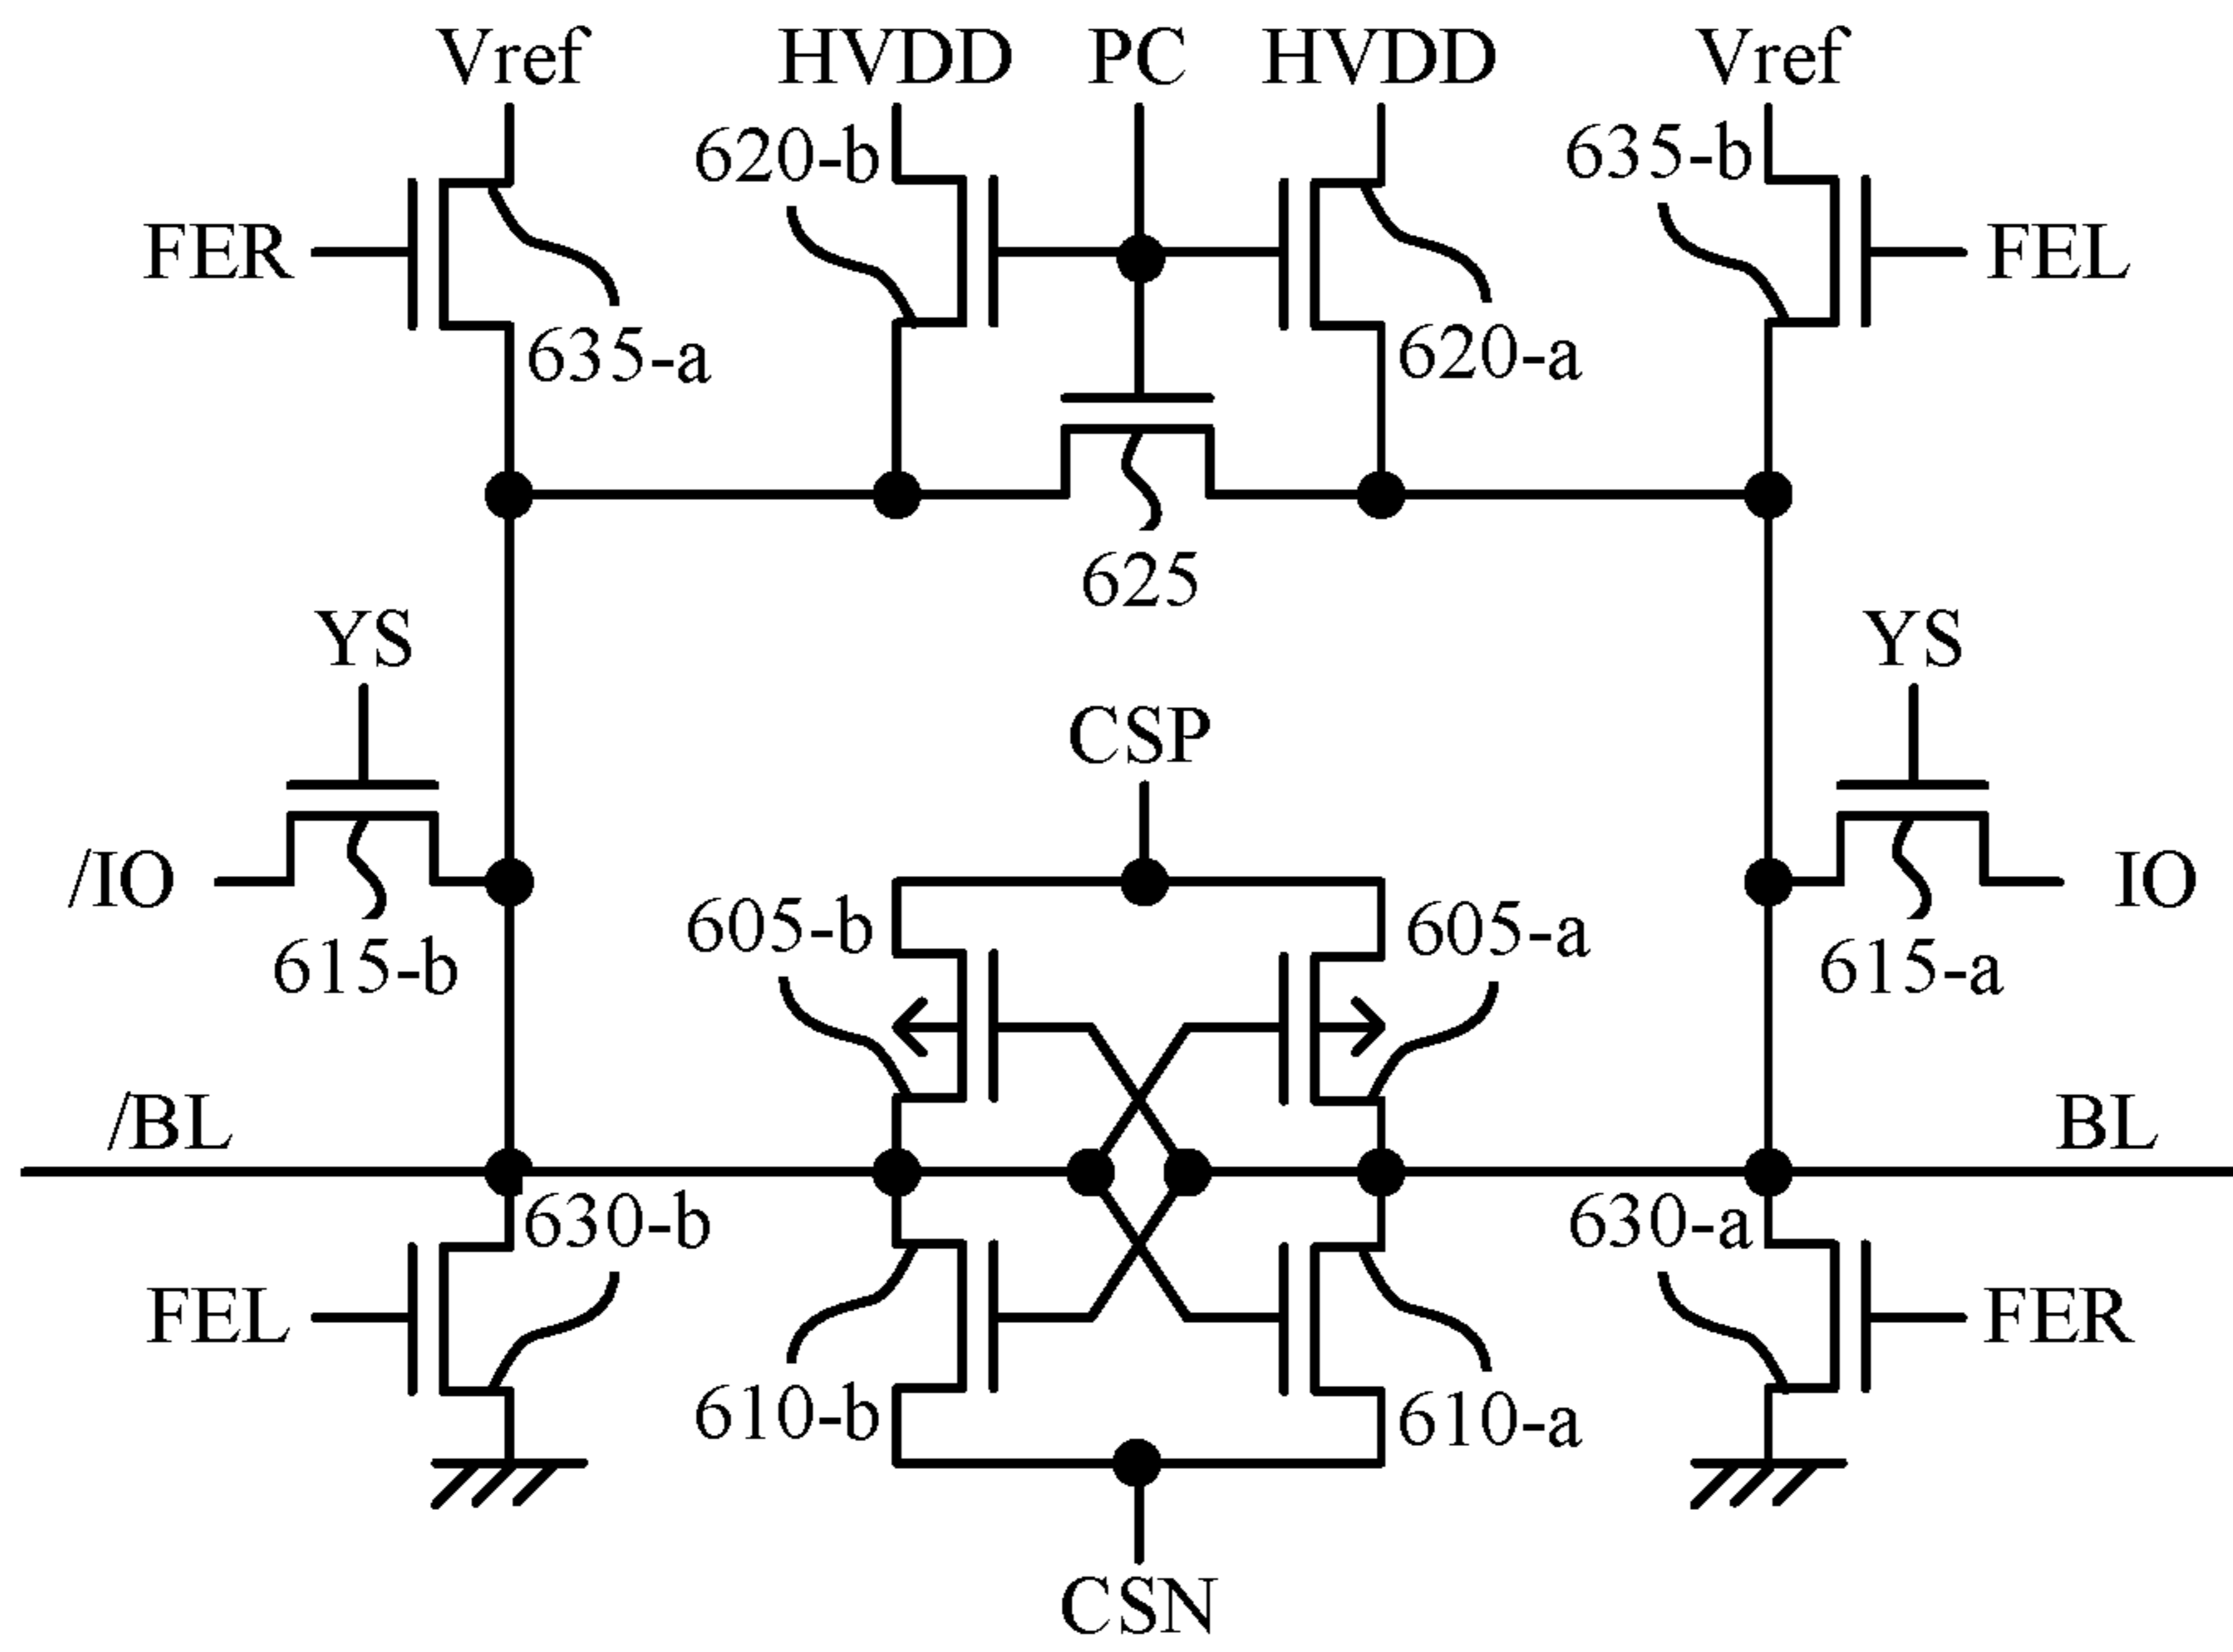 Vref HVDD PC HVDD Vref
620-b 635-b
FER FEL
635-a 620-a
625
YS YS
CSP
/IO 605-b 605-a IO
615-b 615-a
/BL BL
630-b 630-a
FEL FER
610-b 610-a
CSN